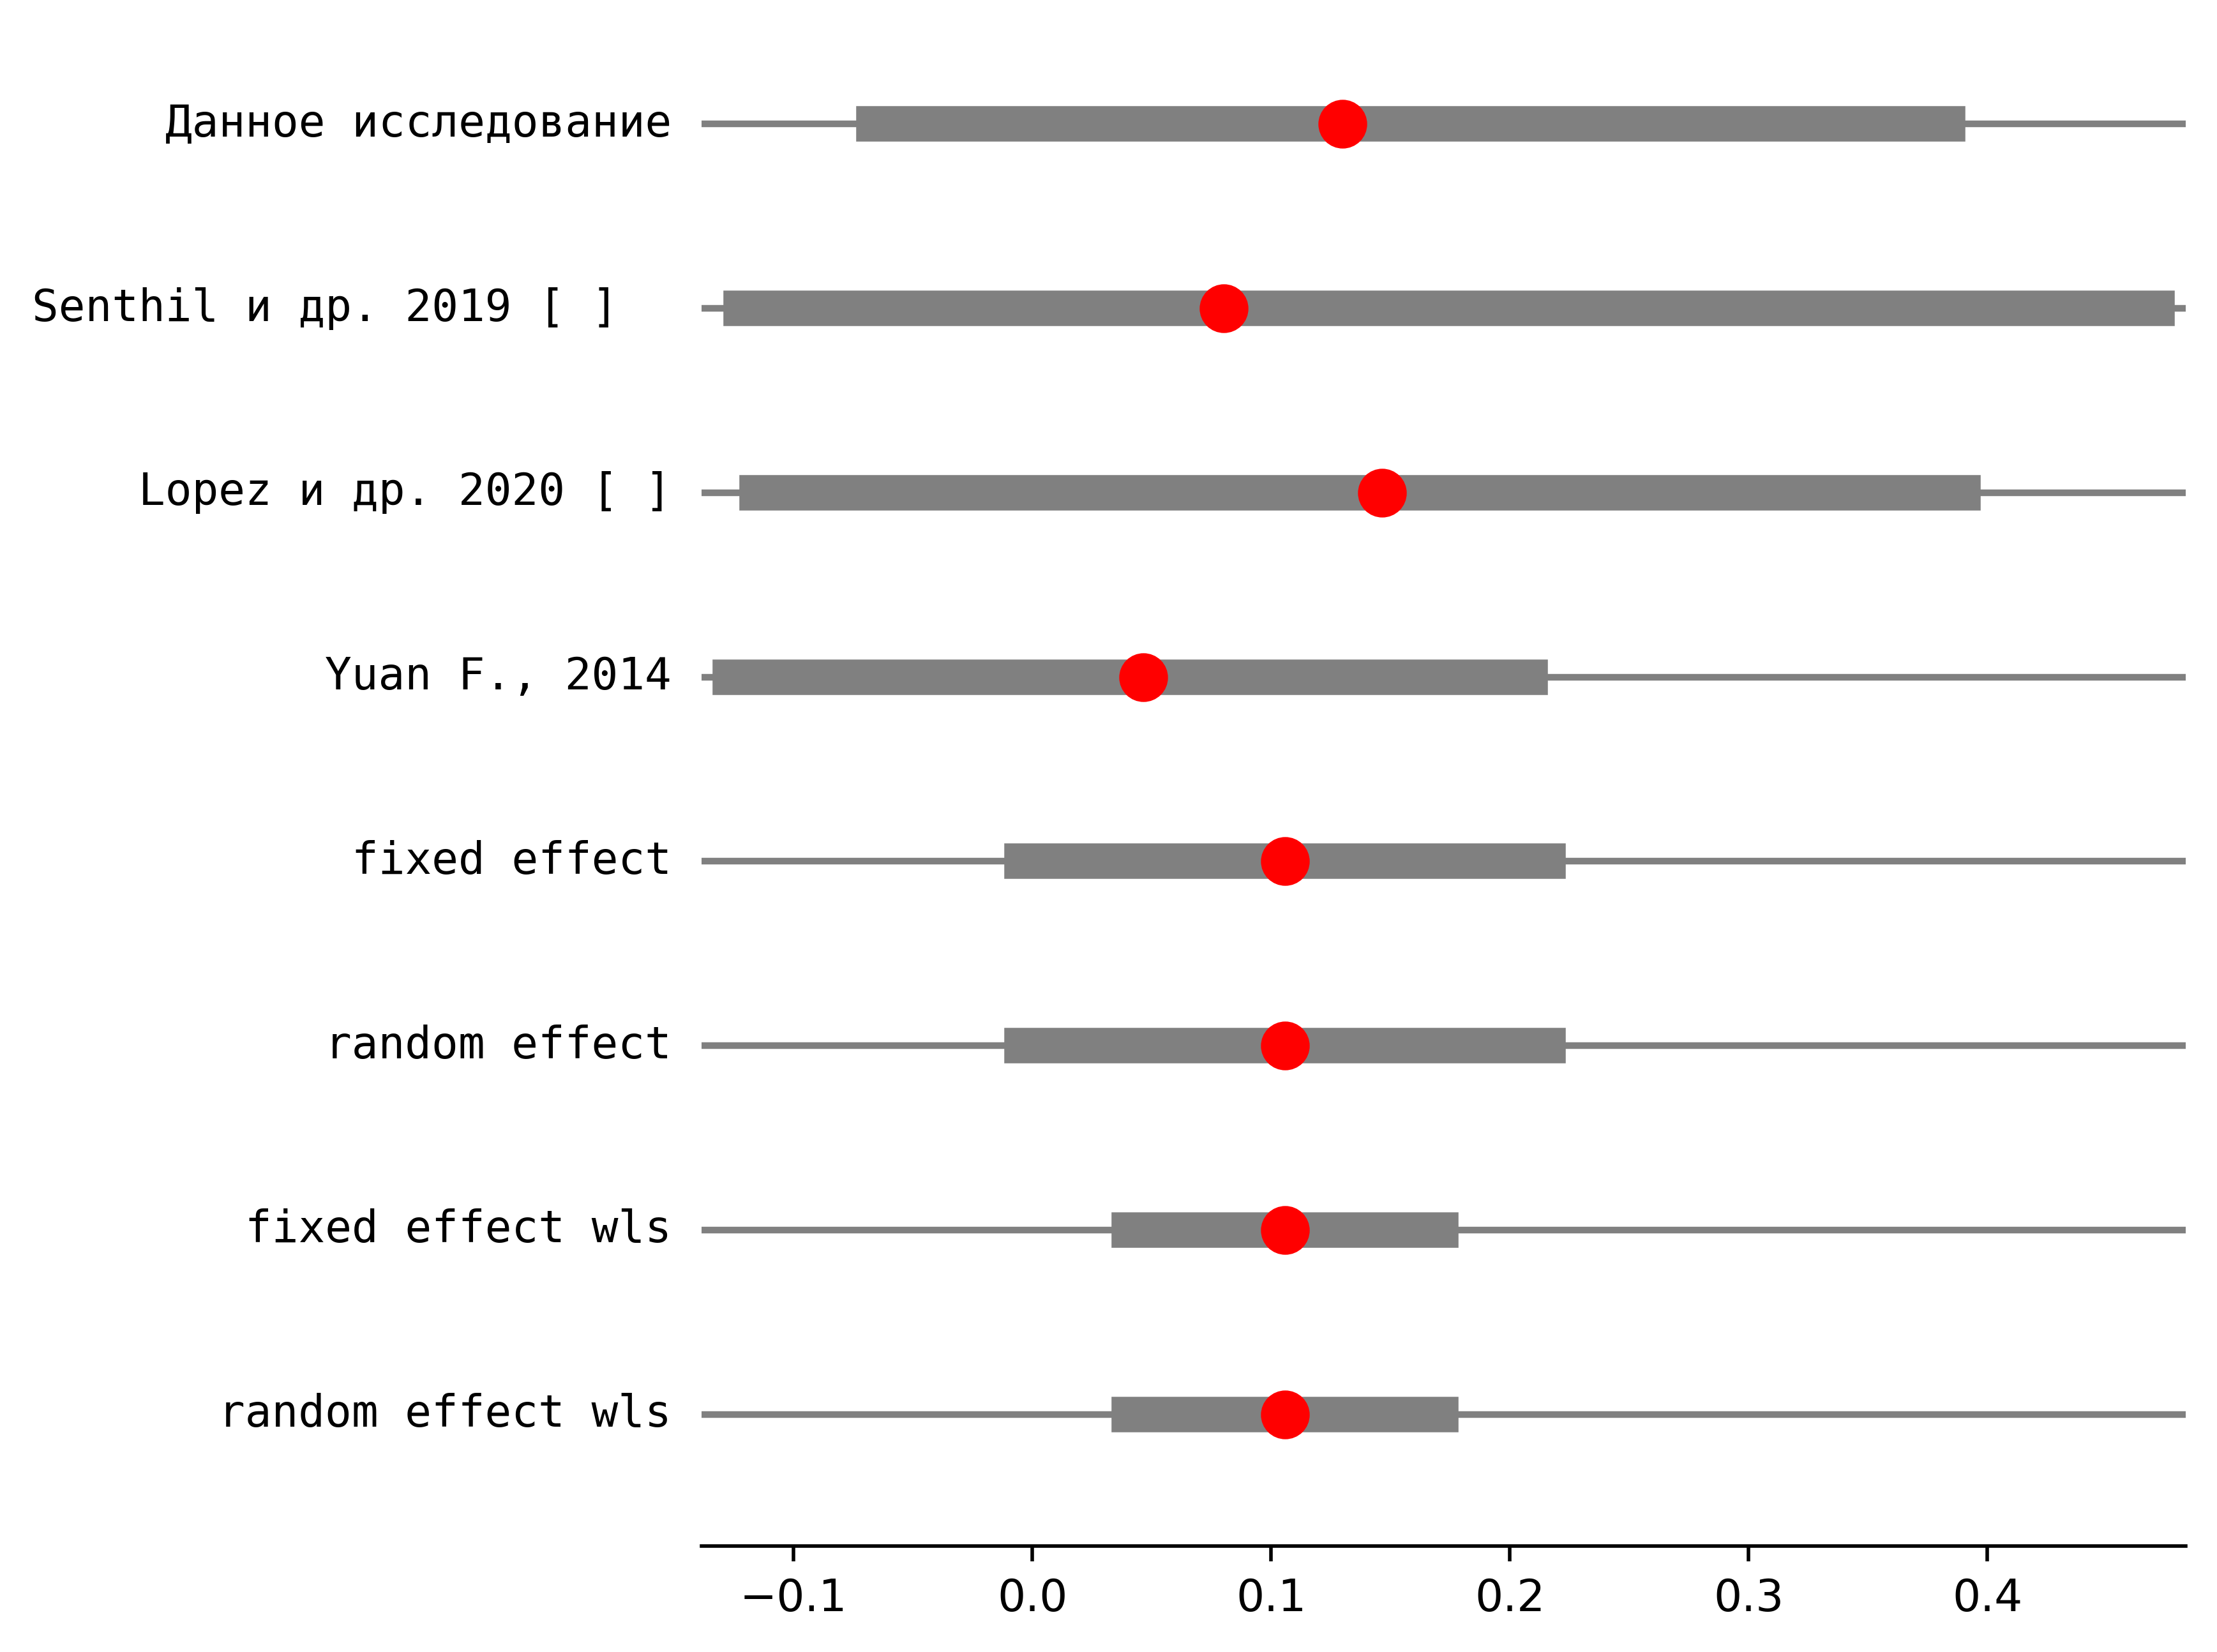 Данное исследование
Senthil и др. 2019 [ ]
Lopez и др. 2020 [ ]
Yuan F., 2014
fixed effect
random effect
fixed effect wls
random effect wls
−0.1 0.0 0.1 0.2 0.3 0.4